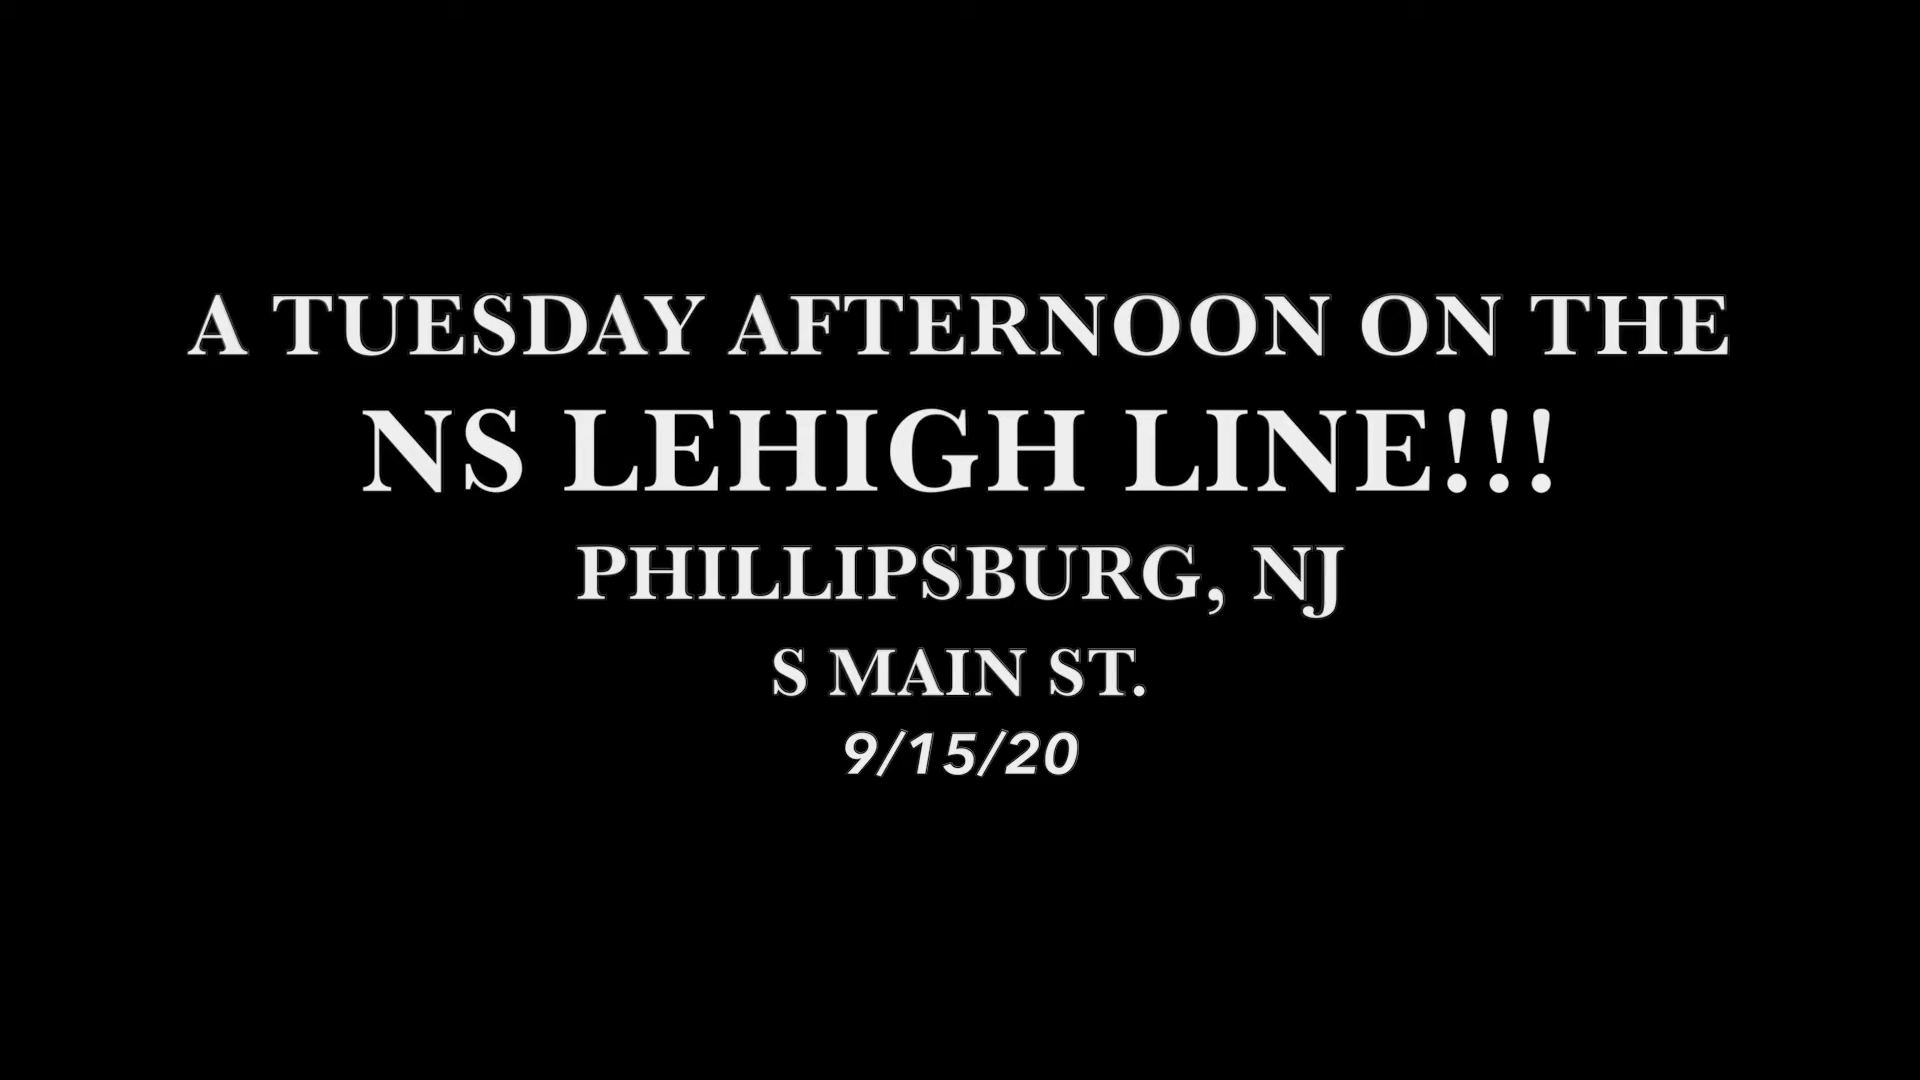 A TUESDAY AFTERNOON ON THE
NS LEHIGH LINE!!!
PHILLIPSBURG, NJ
S MAIN ST.
9/15/20